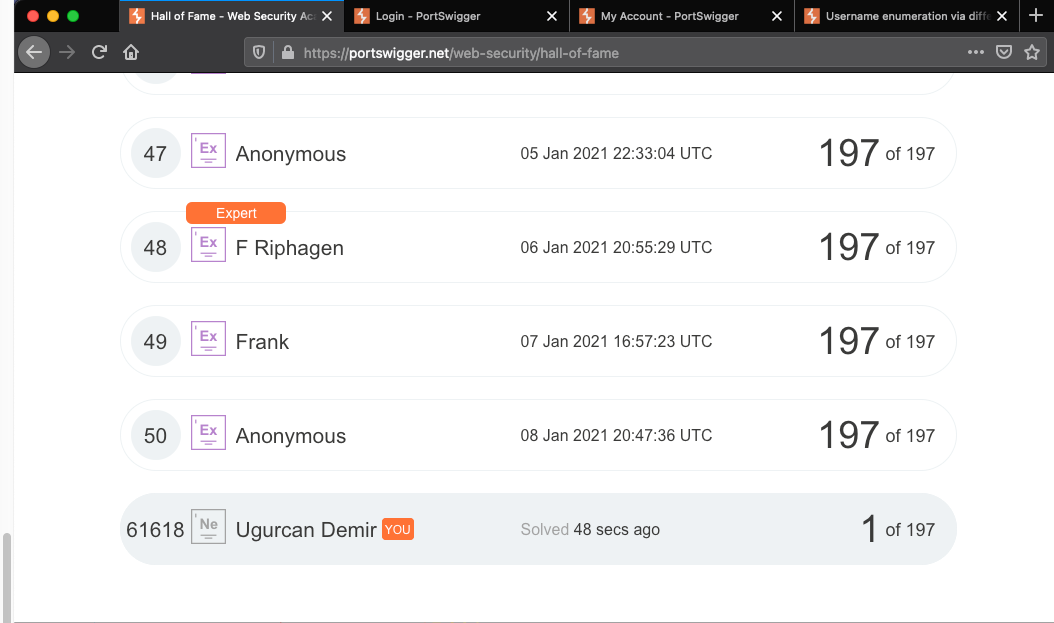 Hall of Fame - Web Security Ac
Login - PortSwigger
My Account - PortSwigger
Username enumeration via diffe
https://portswigger.net/web-security/hall-of-fame
47 Ex Anonymous 05 Jan 2021 22:33:04 UTC 197 of 197
Expert
48 Ex F Riphagen 06 Jan 2021 20:55:29 UTC 197 of 197
49 Ex Frank 07 Jan 2021 16:57:23 UTC 197 of 197
50 Ex Anonymous 08 Jan 2021 20:47:36 UTC 197 of 197
61618 Ne Ugurcan Demir YOU Solved 48 secs ago 1 of 197